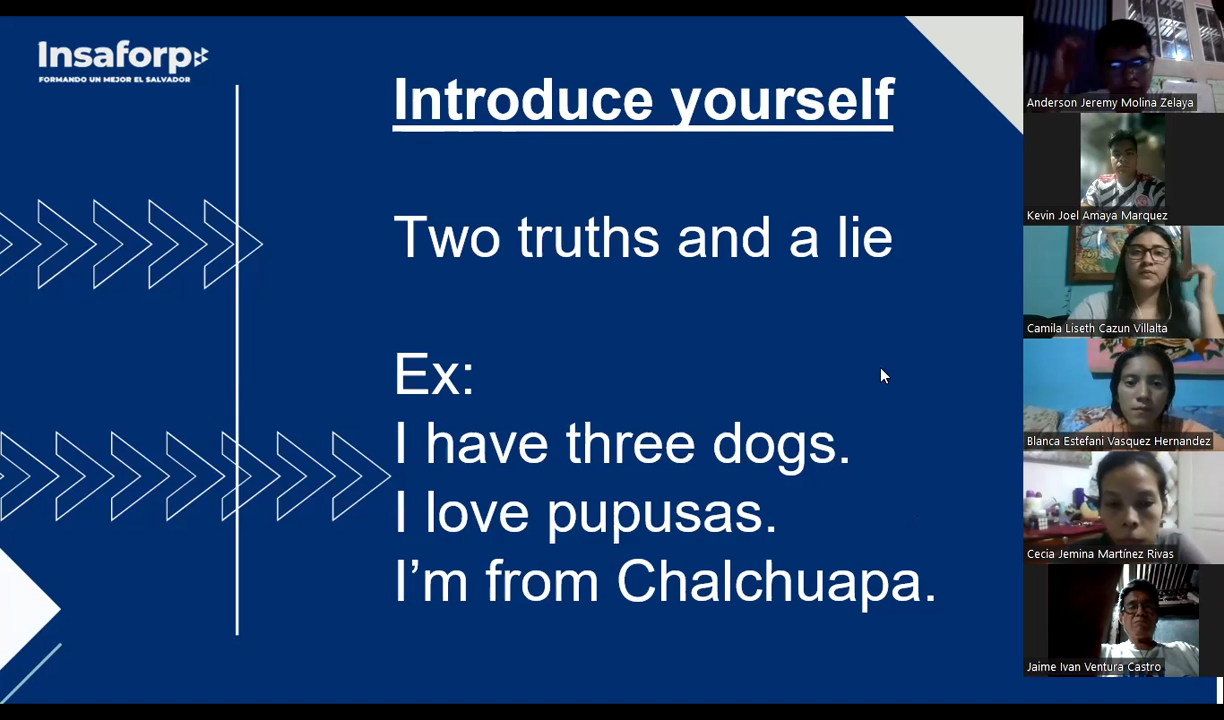 Insaforp
FORMANDO UN MEJOR EL SALVADOR
Introduce yourself
Two truths and a lie
Ex:
I have three dogs.
I love pupusas.
I’m from Chalchuapa.
Anderson Jeremy Molina Zelaya
Kevin Joel Amaya Marquez
Camila Liseth Cazun Villalta
Blanca Estefani Vasquez Hernandez
Cecia Jemina Martínez Rivas
Jaime Ivan Ventura Castro